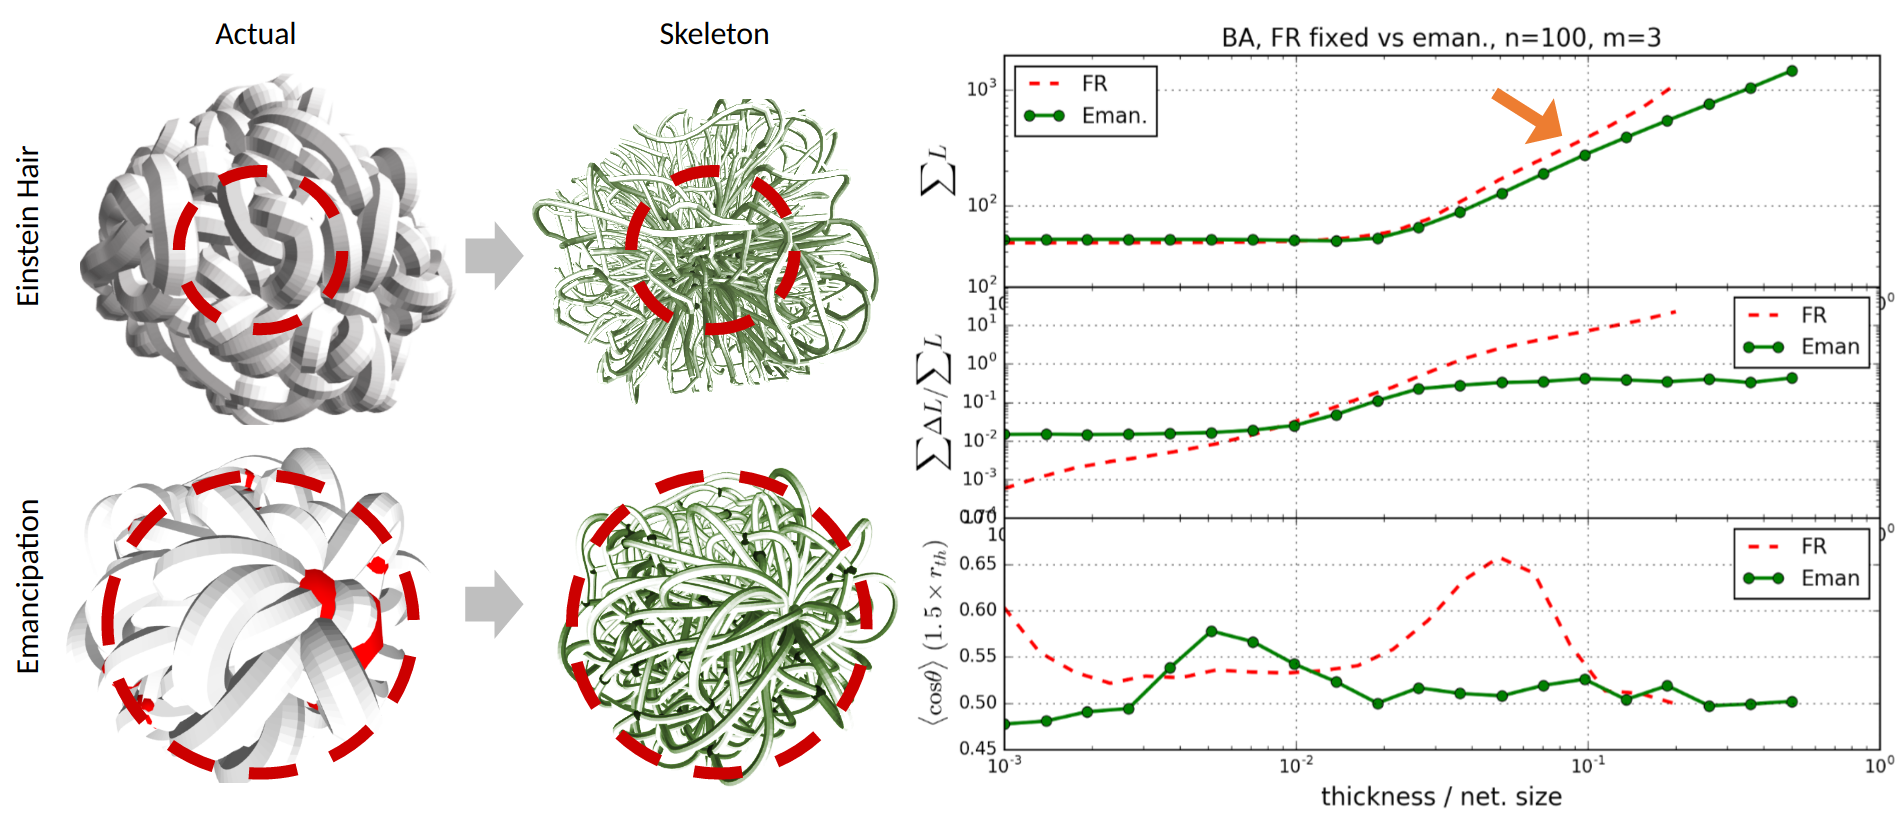 Actual
Skeleton
Einstein Hair
Emancipation
BA, FR fixed vs eman., n=100, m=3
FR
Eman.
10³
10²
∑L
FR
Eman
10²
10¹
10⁰
10⁻¹
10⁻²
10⁻³
∑ΔL/∑L
FR
Eman
0.65
0.60
0.55
0.50
0.45
⟨cosθ⟩ (1.5 × r_th)
10⁻³
10⁻²
10⁻¹
10⁰
thickness / net. size